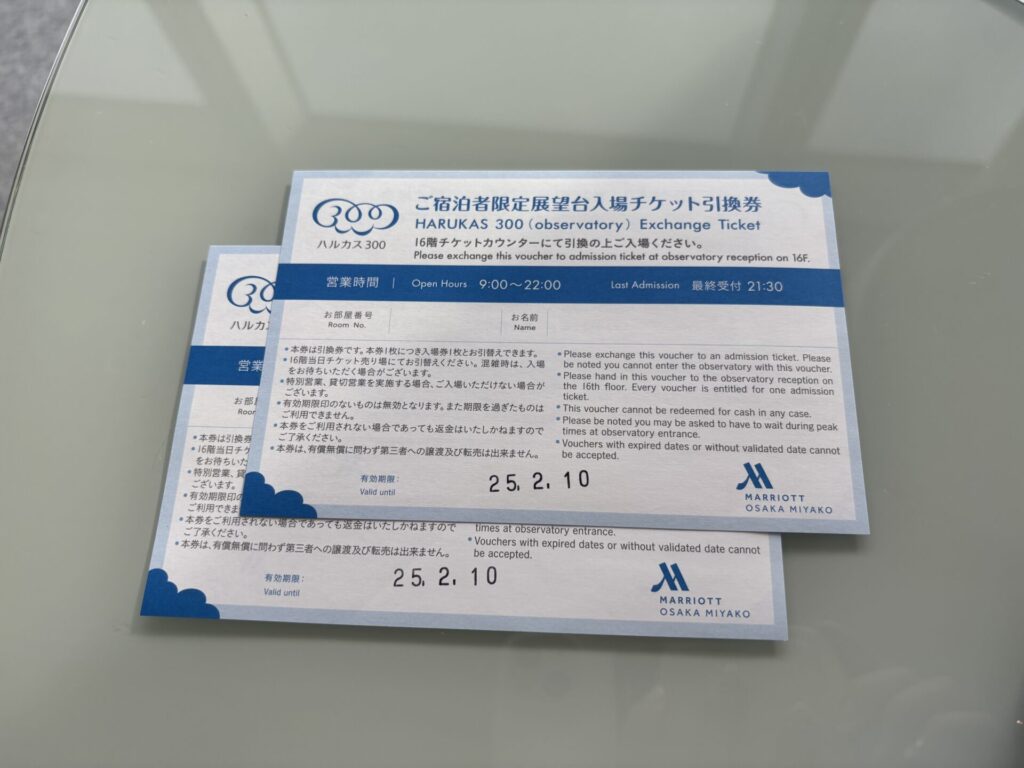 300
ハルカス300
ご宿泊者限定展望台入場チケット引換券
HARUKAS 300 (observatory) Exchange Ticket
16階チケットカウンターにて引換の上ご入場ください。
Please exchange this voucher to admission ticket at observatory reception on 16F.
営業時間 | Open Hours 9:00～22:00 Last Admission 最終受付 21:30
お部屋番号
Room No.
お名前
Name
•本券は引換券です。本券1枚につき入場券1枚とお引替えできます。
•16階当日チケット売り場にてお引替えください。混雑時は、入場
をお待ちいただく場合がございます。
•特別営業、貸切営業を実施する場合、ご入場いただけない場合が
ございます。
•有効期限印のないものは無効となります。また期限を過ぎたものは
ご利用できません。
•本券をご利用されない場合であっても返金はいたしかねますので
ご了承ください。
•本券は、有償無償に問わず第三者への譲渡及び転売は出来ません。
•Please exchange this voucher to an admission ticket. Please
be noted you cannot enter the observatory with this voucher.
•Please hand in this voucher to the observatory reception on
the 16th floor. Every voucher is entitled for one admission
ticket.
•This voucher cannot be redeemed for cash in any case.
•Please be noted you may be asked to have to wait during peak
times at observatory entrance.
•Vouchers with expired dates or without validated date cannot
be accepted.
有効期限：
Valid until
25.2.10
MARRIOTT
OSAKA MIYAKO
ハルカ
営業
お部
Roo
•本券は引換
•16階当日チケ
をお待ちいた
•特別営業、貸
ございます。
•有効期限印の
ご利用できま
•本券をご利用されない場合であっても返金はいたしかねますので
ご了承ください。
•本券は、有償無償に問わず第三者への譲渡及び転売は出来ません。
times at observatory entrance.
•Vouchers with expired dates or without validated date cannot
be accepted.
有効期限：
Valid until
25.2.10
MARRIOTT
OSAKA MIYAKO